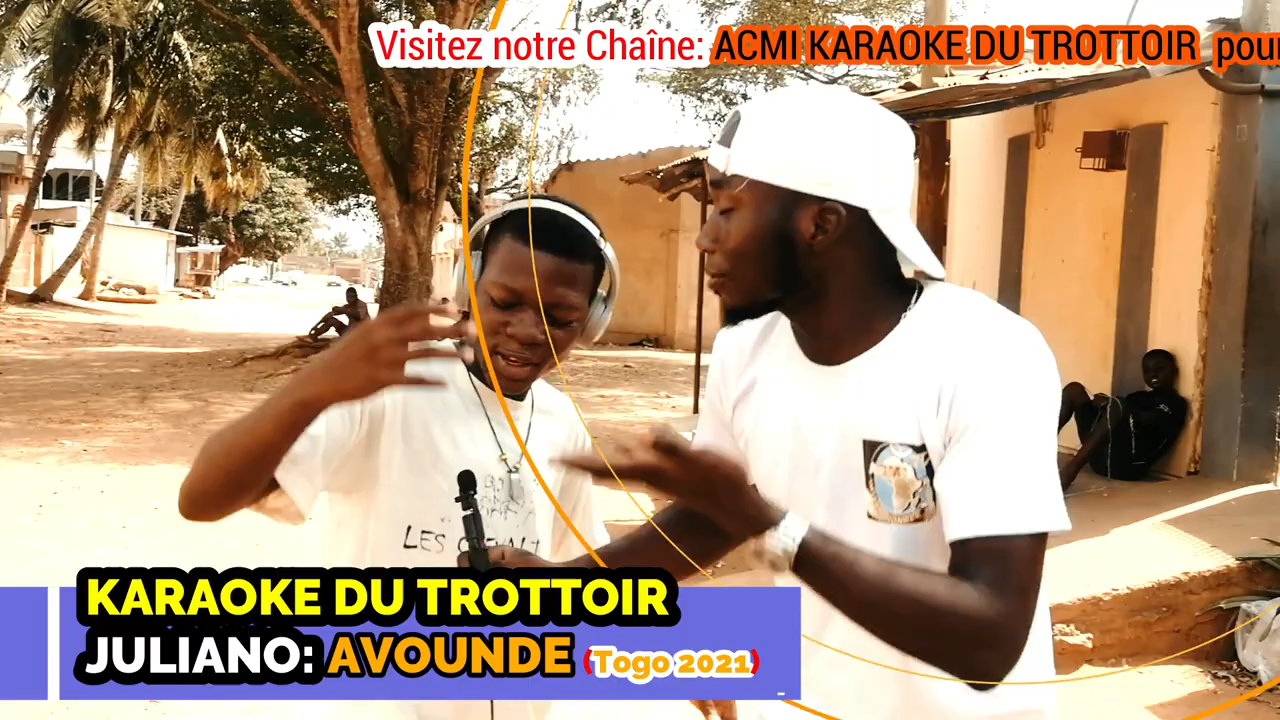 Visitez notre Chaîne: ACMI KARAOKE DU TROTTOIR pour
LES
KARAOKE DU TROTTOIR
JULIANO: AVOUNDE (Togo 2021)